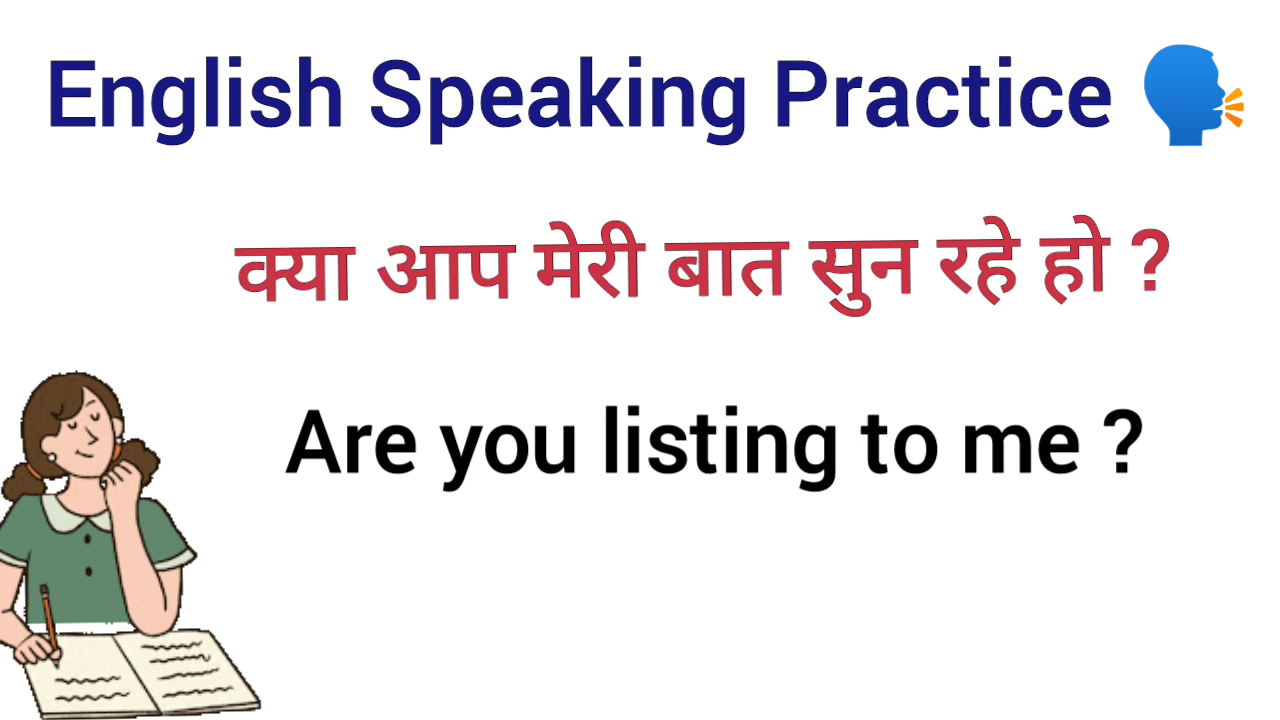 English Speaking Practice
क्या आप मेरी बात सुन रहे हो ?
Are you listing to me ?